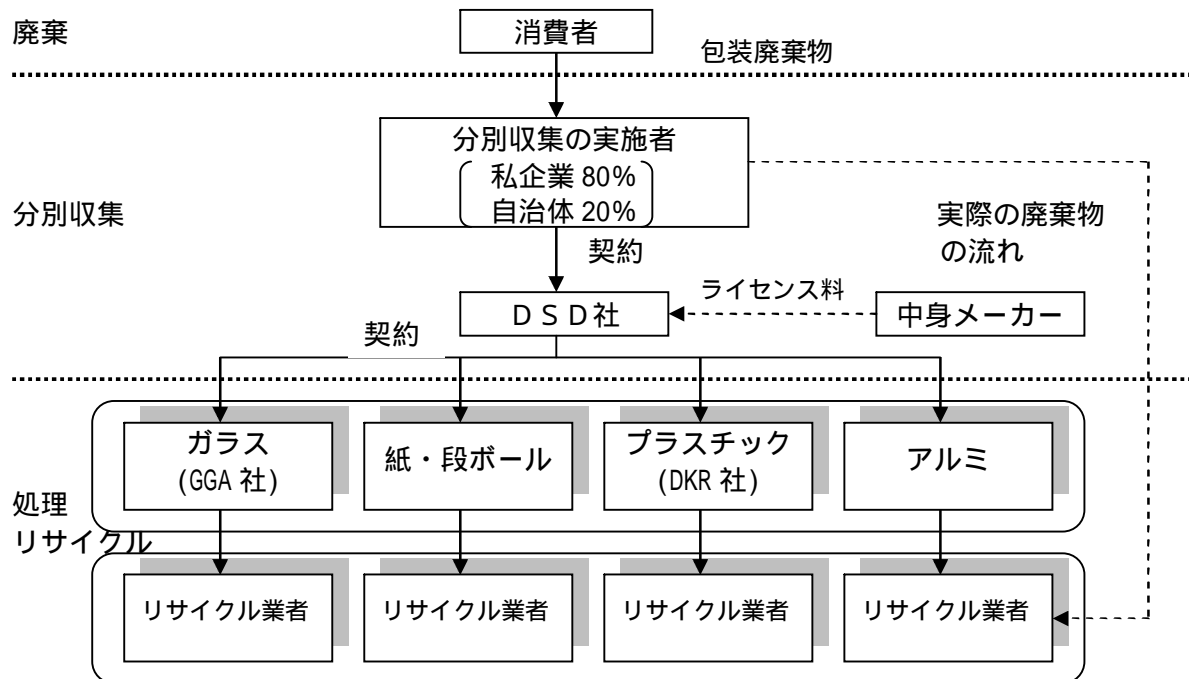 廃棄
消費者
包装廃棄物
分別収集の実施者
私企業 80%
自治体 20%
分別収集
実際の廃棄物
の流れ
契約
ＤＳＤ社
ライセンス料
中身メーカー
契約
ガラス
(GGA 社)
紙・段ボール
プラスチック
(DKR 社)
アルミ
処理
リサイクル
リサイクル業者
リサイクル業者
リサイクル業者
リサイクル業者